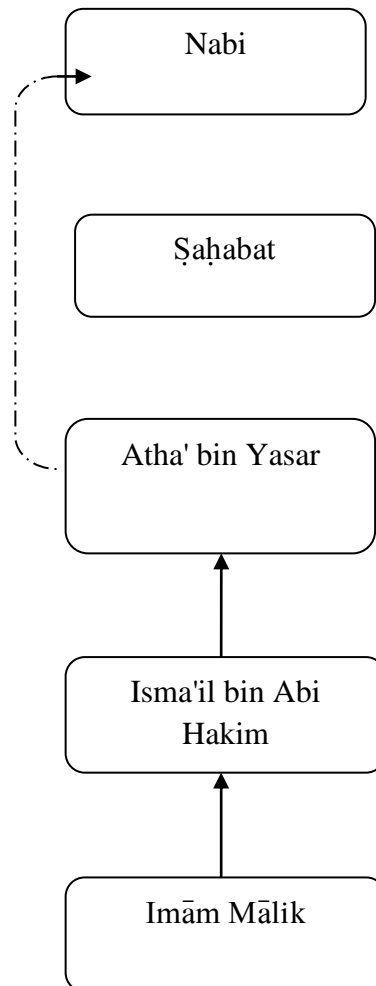 Nabi
Ṣaḥabat
Atha' bin Yasar
Isma'il bin Abi
Hakim
Imām Mālik